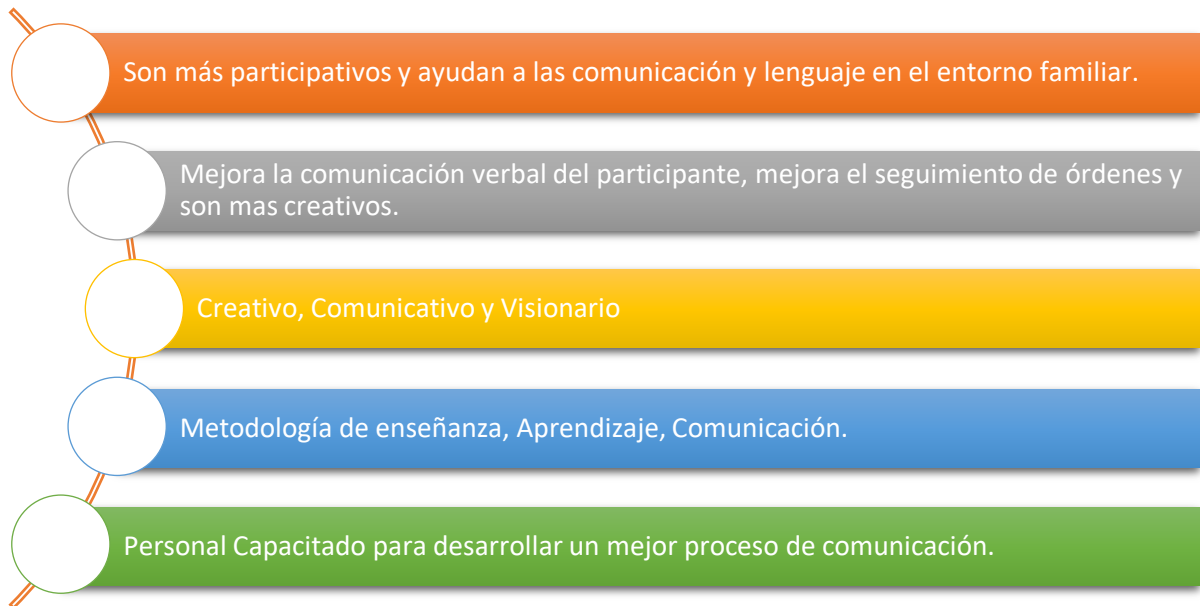 Son más participativos y ayudan a las comunicación y lenguaje en el entorno familiar.
Mejora la comunicación verbal del participante, mejora el seguimiento de órdenes y
son mas creativos.
Creativo, Comunicativo y Visionario
Metodología de enseñanza, Aprendizaje, Comunicación.
Personal Capacitado para desarrollar un mejor proceso de comunicación.